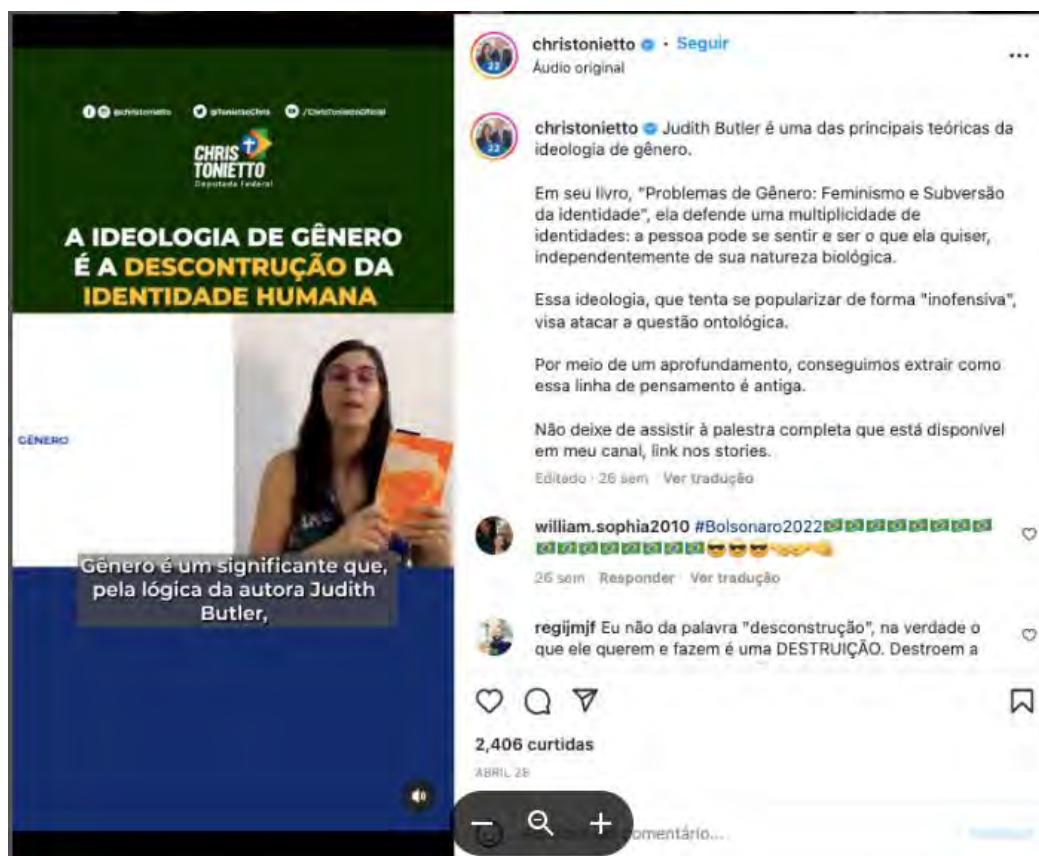 @christonietto @ToniettoChris /ChrisToniettoOficial
CHRIS
TONIETTO
Deputada Federal
A IDEOLOGIA DE GÊNERO
É A DESCONTRUÇÃO DA
IDENTIDADE HUMANA
GÊNERO
Gênero é um significante que,
pela lógica da autora Judith
Butler,
christonietto • Seguir
Áudio original
22
christonietto Judith Butler é uma das principais teóricas da
ideologia de gênero.
Em seu livro, "Problemas de Gênero: Feminismo e Subversão
da identidade", ela defende uma multiplicidade de
identidades: a pessoa pode se sentir e ser o que ela quiser,
independentemente de sua natureza biológica.
Essa ideologia, que tenta se popularizar de forma "inofensiva",
visa atacar a questão ontológica.
Por meio de um aprofundamento, conseguimos extrair como
essa linha de pensamento é antiga.
Não deixe de assistir à palestra completa que está disponível
em meu canal, link nos stories.
Editado · 26 sem Ver tradução
22
william.sophia2010 #Bolsonaro2022🇧🇷🇧🇷🇧🇷🇧🇷🇧🇷🇧🇷🇧🇷🇧🇷
🇧🇷🇧🇷🇧🇷🇧🇷🇧🇷🇧🇷🇧🇷🇧🇷😎😎😎🤝👊
26 sem Responder Ver tradução
regijmjf Eu não da palavra "desconstrução", na verdade o
que ele querem e fazem é uma DESTRUIÇÃO. Destroem a
2,406 curtidas
ABRIL 28
comentário...